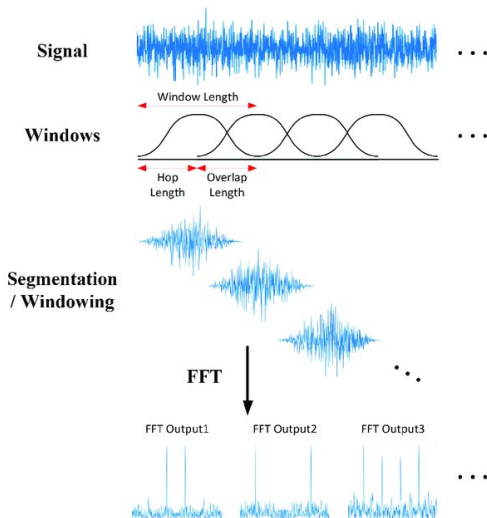 Signal
Window Length
Windows
Hop
Length
Overlap
Length
Segmentation
/ Windowing
FFT
FFT Output1
FFT Output2
FFT Output3